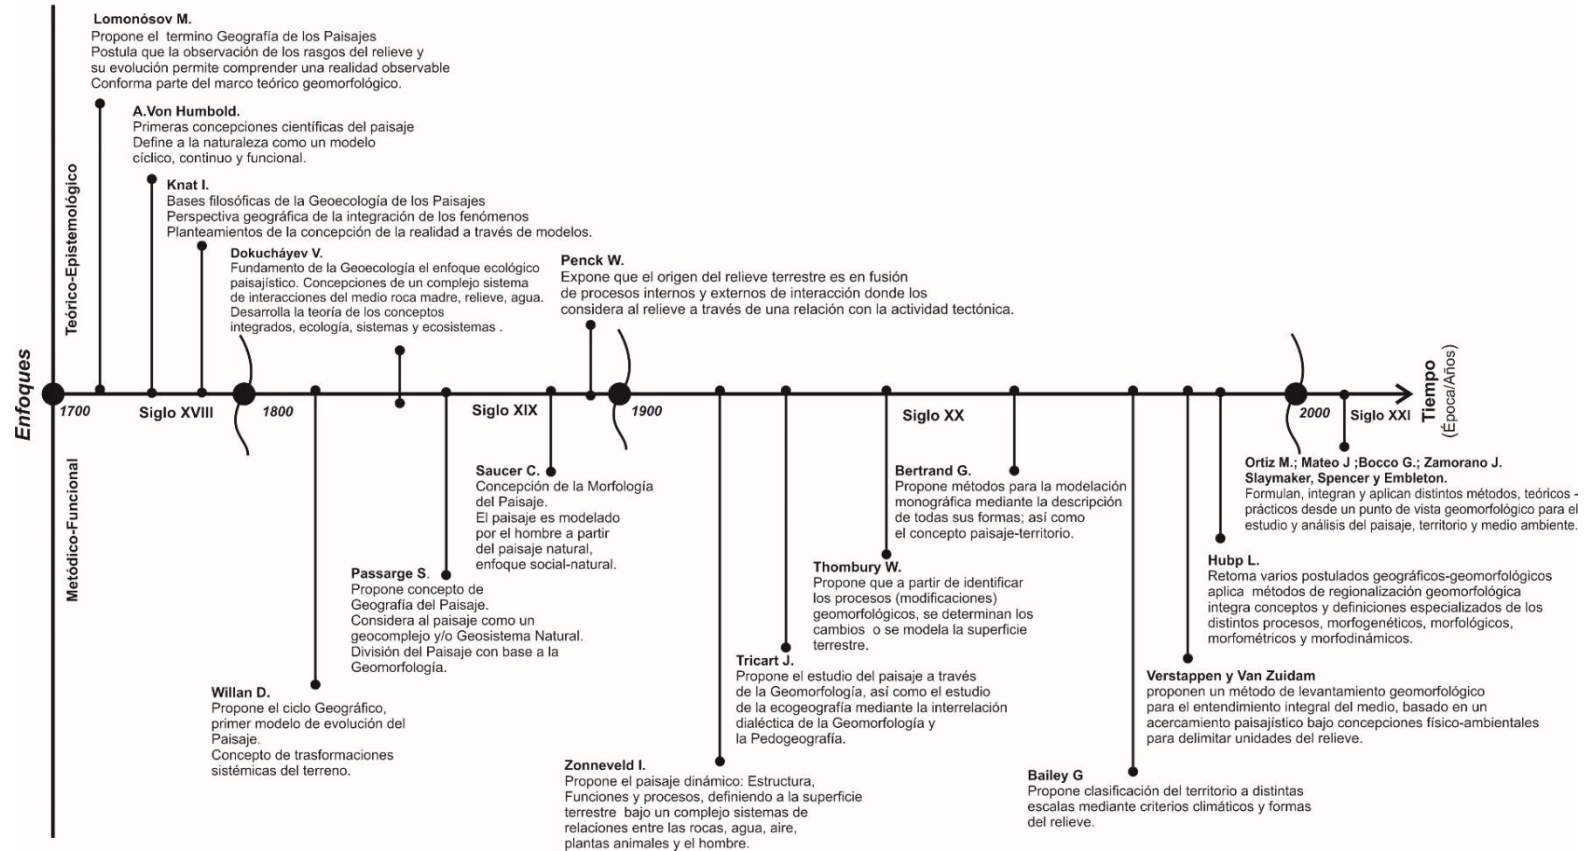 Lomonósov M.
Propone el termino Geografía de los Paisajes
Postula que la observación de los rasgos del relieve y
su evolución permite comprender una realidad observable
Conforma parte del marco teórico geomorfológico.
A.Von Humbold.
Primeras concepciones científicas del paisaje
Define a la naturaleza como un modelo
cíclico, continuo y funcional.
Knat I.
Bases filosóficas de la Geoecología de los Paisajes
Perspectiva geográfica de la integración de los fenómenos
Planteamientos de la concepción de la realidad a través de modelos.
Dokucháyev V.
Fundamento de la Geoecología el enfoque ecológico
paisajístico. Concepciones de un complejo sistema
de interacciones del medio roca madre, relieve, agua.
Desarrolla la teoría de los conceptos
integrados, ecología, sistemas y ecosistemas .
Penck W.
Expone que el origen del relieve terrestre es en fusión
de procesos internos y externos de interacción donde los
considera al relieve a través de una relación con la actividad tectónica.
Teórico-Epistemológico
Enfoques
Metódico-Funcional
1700
Siglo XVIII
1800
Siglo XIX
1900
Siglo XX
2000
Siglo XXI
Tiempo
(Época/Años)
Saucer C.
Concepción de la Morfología
del Paisaje.
El paisaje es modelado
por el hombre a partir
del paisaje natural,
enfoque social-natural.
Passarge S.
Propone concepto de
Geografía del Paisaje.
Considera al paisaje como un
geocomplejo y/o Geosistema Natural.
División del Paisaje con base a la
Geomorfología.
Willan D.
Propone el ciclo Geográfico,
primer modelo de evolución del
Paisaje.
Concepto de trasformaciones
sistémicas del terreno.
Bertrand G.
Propone métodos para la modelación
monográfica mediante la descripción
de todas sus formas; así como
el concepto paisaje-territorio.
Thombury W.
Propone que a partir de identificar
los procesos (modificaciones)
geomorfológicos, se determinan los
cambios o se modela la superficie
terrestre.
Tricart J.
Propone el estudio del paisaje a través
de la Geomorfología, así como el estudio
de la ecogeografía mediante la interrelación
dialéctica de la Geomorfología y
la Pedogeografía.
Zonneveld I.
Propone el paisaje dinámico: Estructura,
Funciones y procesos, definiendo a la superficie
terrestre bajo un complejo sistemas de
relaciones entre las rocas, agua, aire,
plantas animales y el hombre.
Ortiz M.; Mateo J ;Bocco G.; Zamorano J.
Slaymaker, Spencer y Embleton.
Formulan, integran y aplican distintos métodos, teóricos -
prácticos desde un punto de vista geomorfológico para el
estudio y análisis del paisaje, territorio y medio ambiente.
Hubp L.
Retoma varios postulados geográficos-geomorfológicos
aplica métodos de regionalización geomorfológica
integra conceptos y definiciones especializados de los
distintos procesos, morfogenéticos, morfológicos,
morfométricos y morfodinámicos.
Verstappen y Van Zuidam
proponen un método de levantamiento geomorfológico
para el entendimiento integral del medio, basado en un
acercamiento paisajístico bajo concepciones físico-ambientales
para delimitar unidades del relieve.
Bailey G
Propone clasificación del territorio a distintas
escalas mediante criterios climáticos y formas
del relieve.